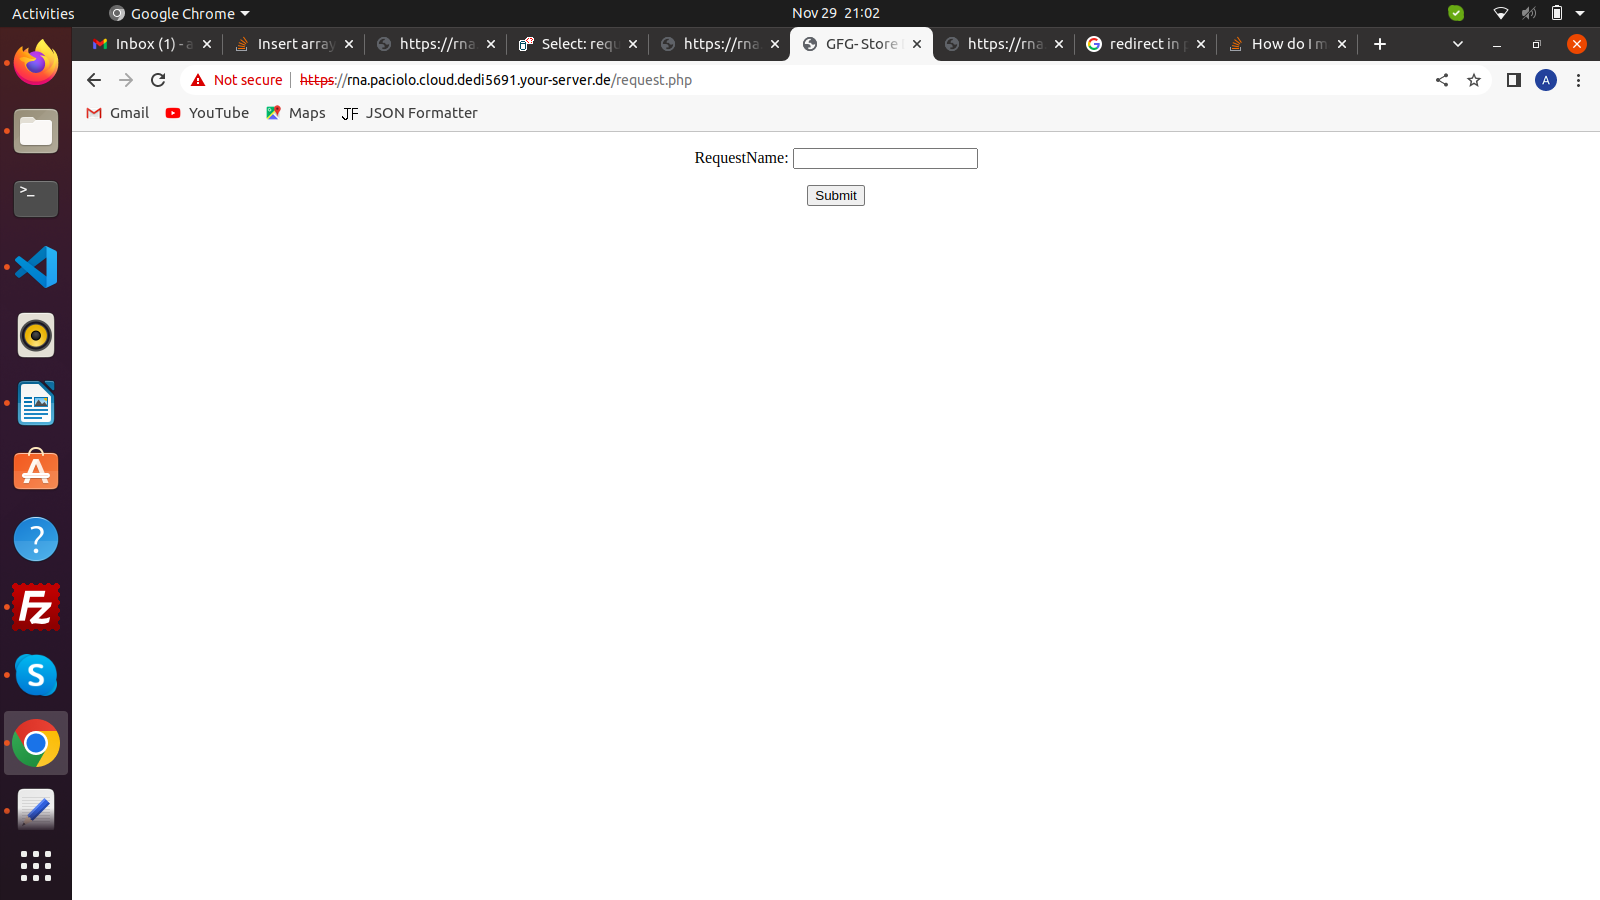 Activities Google Chrome Nov 29 21:02
Inbox (1) - a Insert array https://rna. Select: requ https://rna GFG- Store https://rna. redirect in p How do I m
Not secure https://rna.paciolo.cloud.dedi5691.your-server.de/request.php A
Gmail YouTube Maps JF JSON Formatter
RequestName:
Submit
>_
?
Fz
S